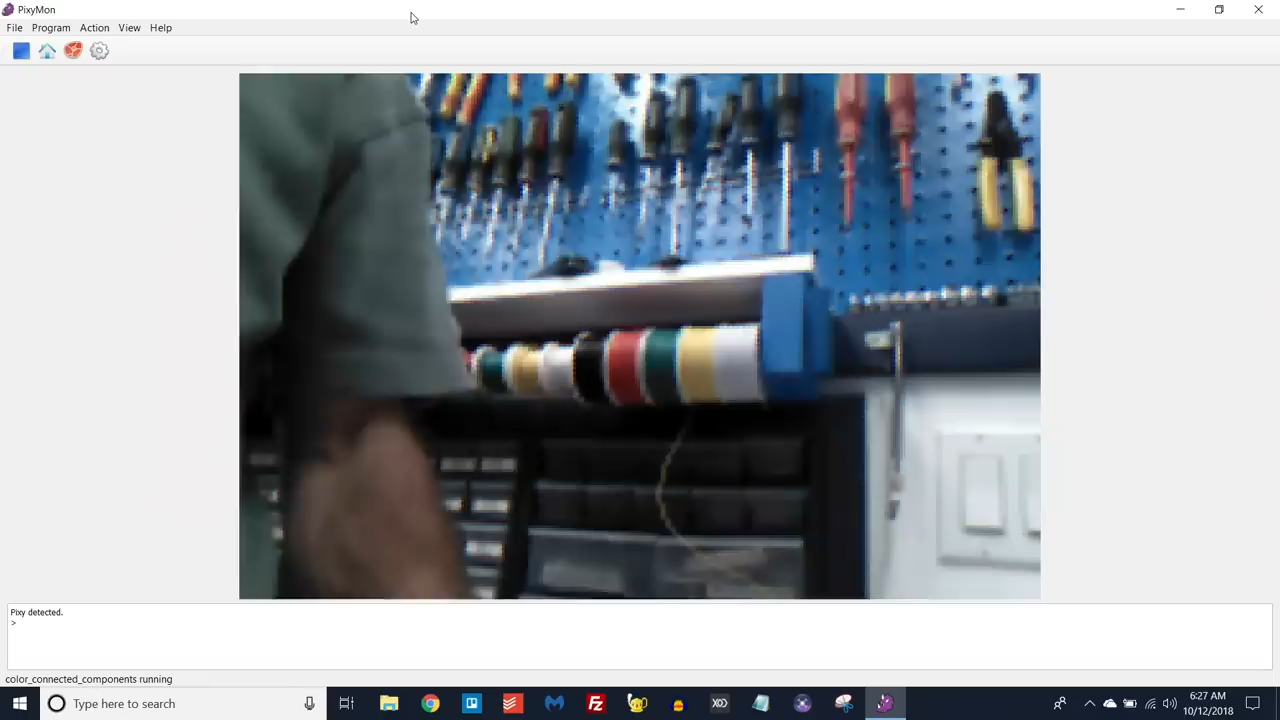 PixyMon
File Program Action View Help
Pixy detected.
>
color_connected_components running
Type here to search
XOD
6:27 AM
10/12/2018